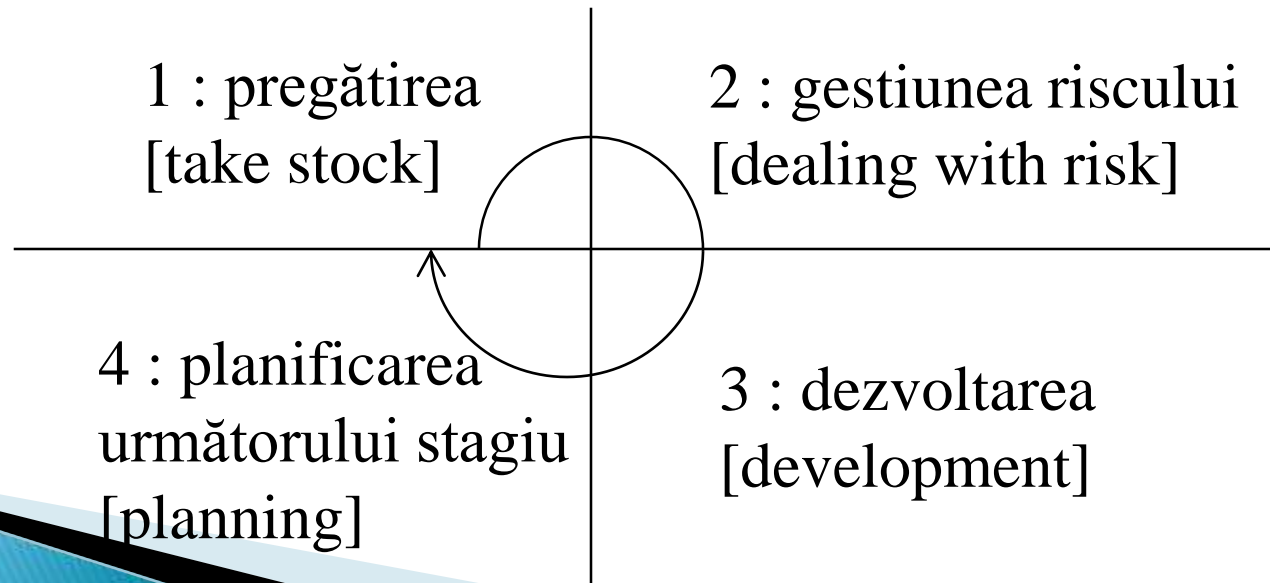 1 : pregătirea
[take stock]
2 : gestiunea riscului
[dealing with risk]
3 : dezvoltarea
[development]
4 : planificarea
următorului stagiu
[planning]